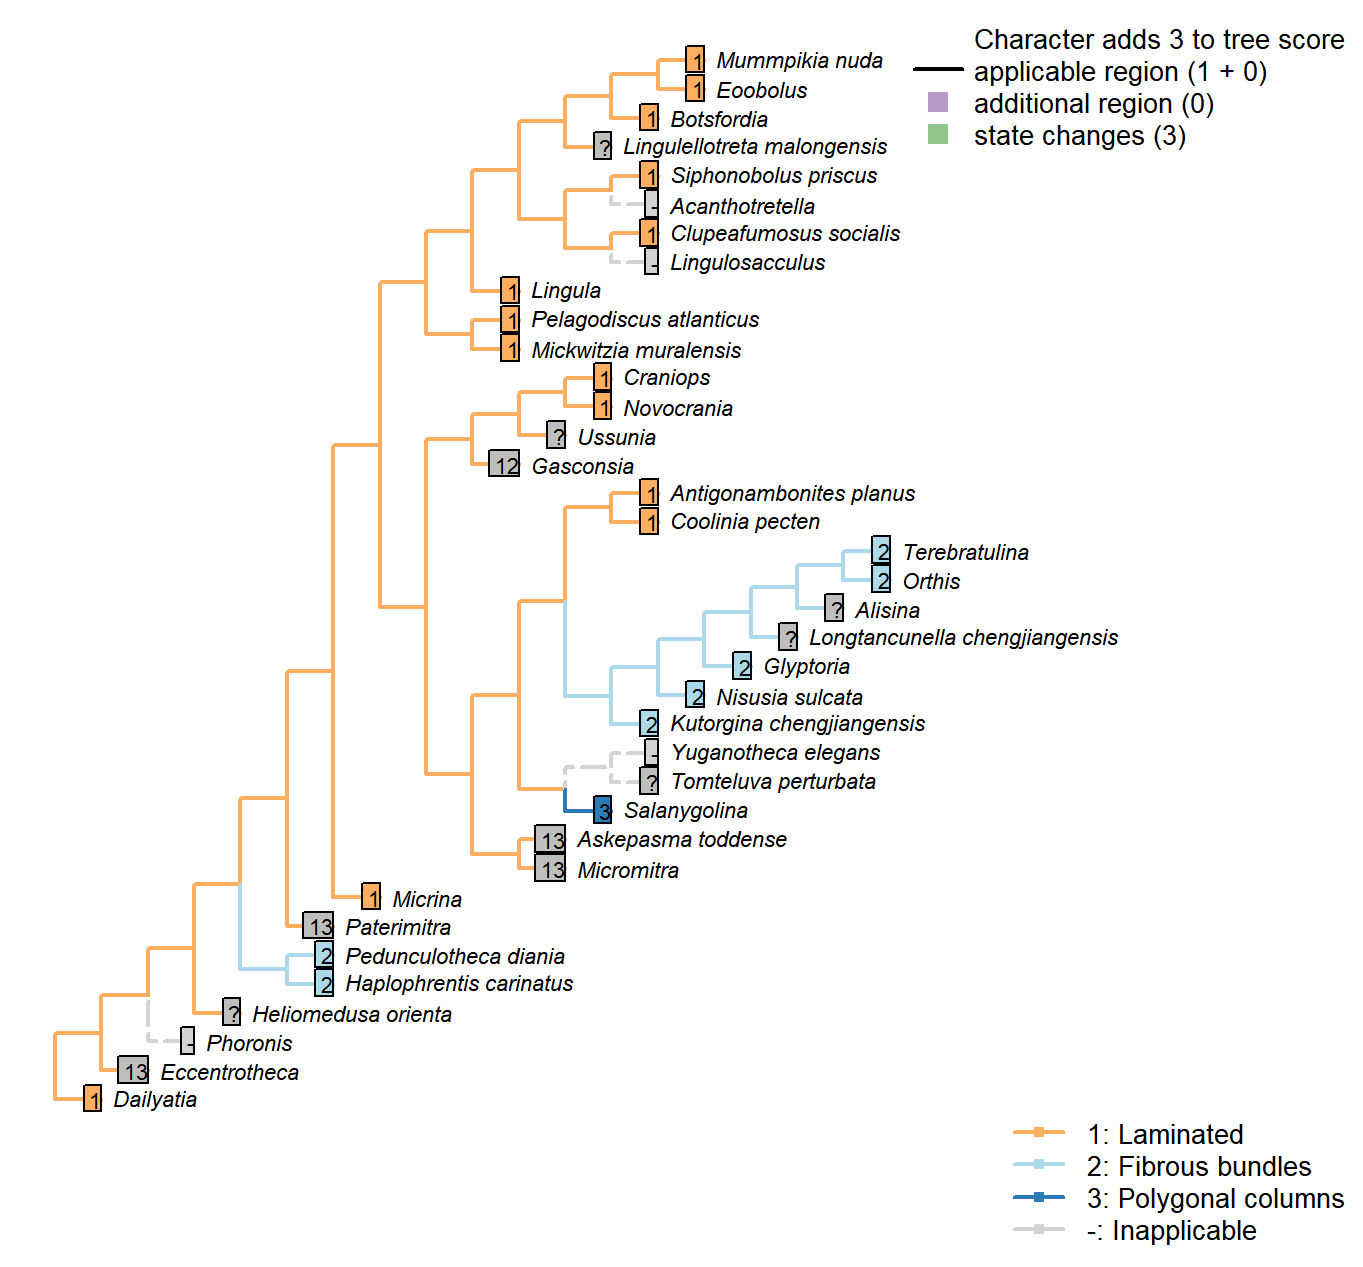 Character adds 3 to tree score
applicable region (1 + 0)
additional region (0)
state changes (3)
1 Mummpikia nuda
1 Eoobolus
1 Botsfordia
? Lingulellotreta malongensis
1 Siphonobolus priscus
- Acanthotretella
1 Clupeafumosus socialis
- Lingulosacculus
1 Lingula
1 Pelagodiscus atlanticus
1 Mickwitzia muralensis
1 Craniops
1 Novocrania
? Ussunia
12 Gasconsia
1 Antigonambonites planus
1 Coolinia pecten
2 Terebratulina
2 Orthis
? Alisina
? Longtancunella chengjiangensis
2 Glyptoria
2 Nisusia sulcata
2 Kutorgina chengjiangensis
- Yuganotheca elegans
? Tomteluva perturbata
3 Salanygolina
13 Askepasma toddense
13 Micromitra
1 Micrina
13 Paterimitra
2 Pedunculotheca diania
2 Haplophrentis carinatus
? Heliomedusa orienta
- Phoronis
13 Eccentrotheca
1 Dailyatia
1: Laminated
2: Fibrous bundles
3: Polygonal columns
-: Inapplicable